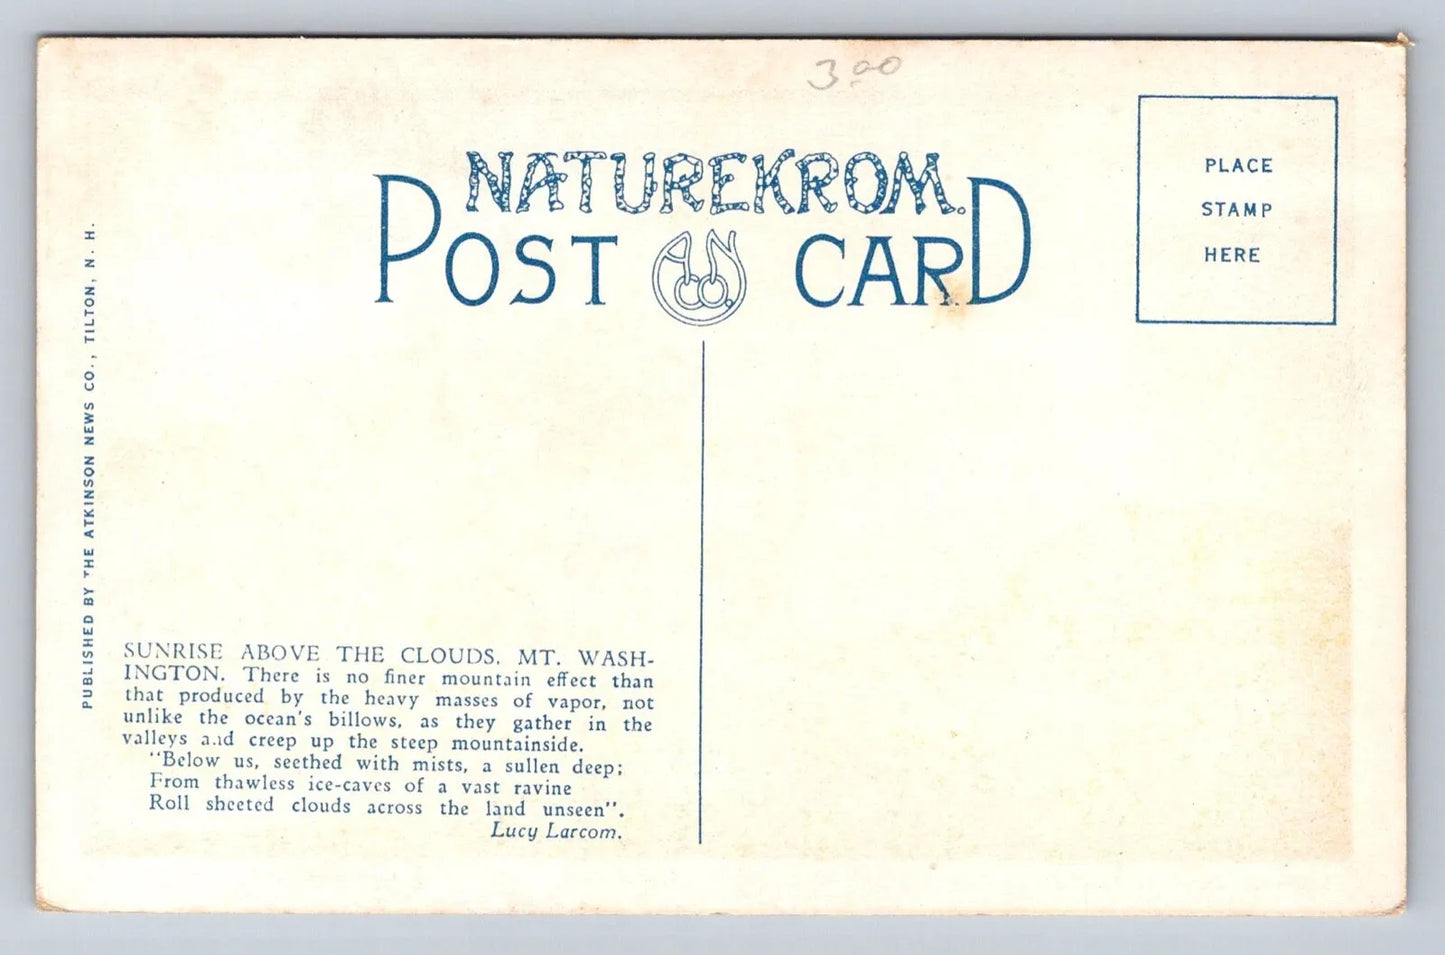 3.00
NATUREKROM.
POST CARD
A N CO.
PLACE
STAMP
HERE
PUBLISHED BY THE ATKINSON NEWS CO., TILTON, N. H.
SUNRISE ABOVE THE CLOUDS, MT. WASH-
INGTON. There is no finer mountain effect than
that produced by the heavy masses of vapor, not
unlike the ocean's billows, as they gather in the
valleys and creep up the steep mountainside.
"Below us, seethed with mists, a sullen deep;
From thawless ice-caves of a vast ravine
Roll sheeted clouds across the land unseen".
Lucy Larcom.